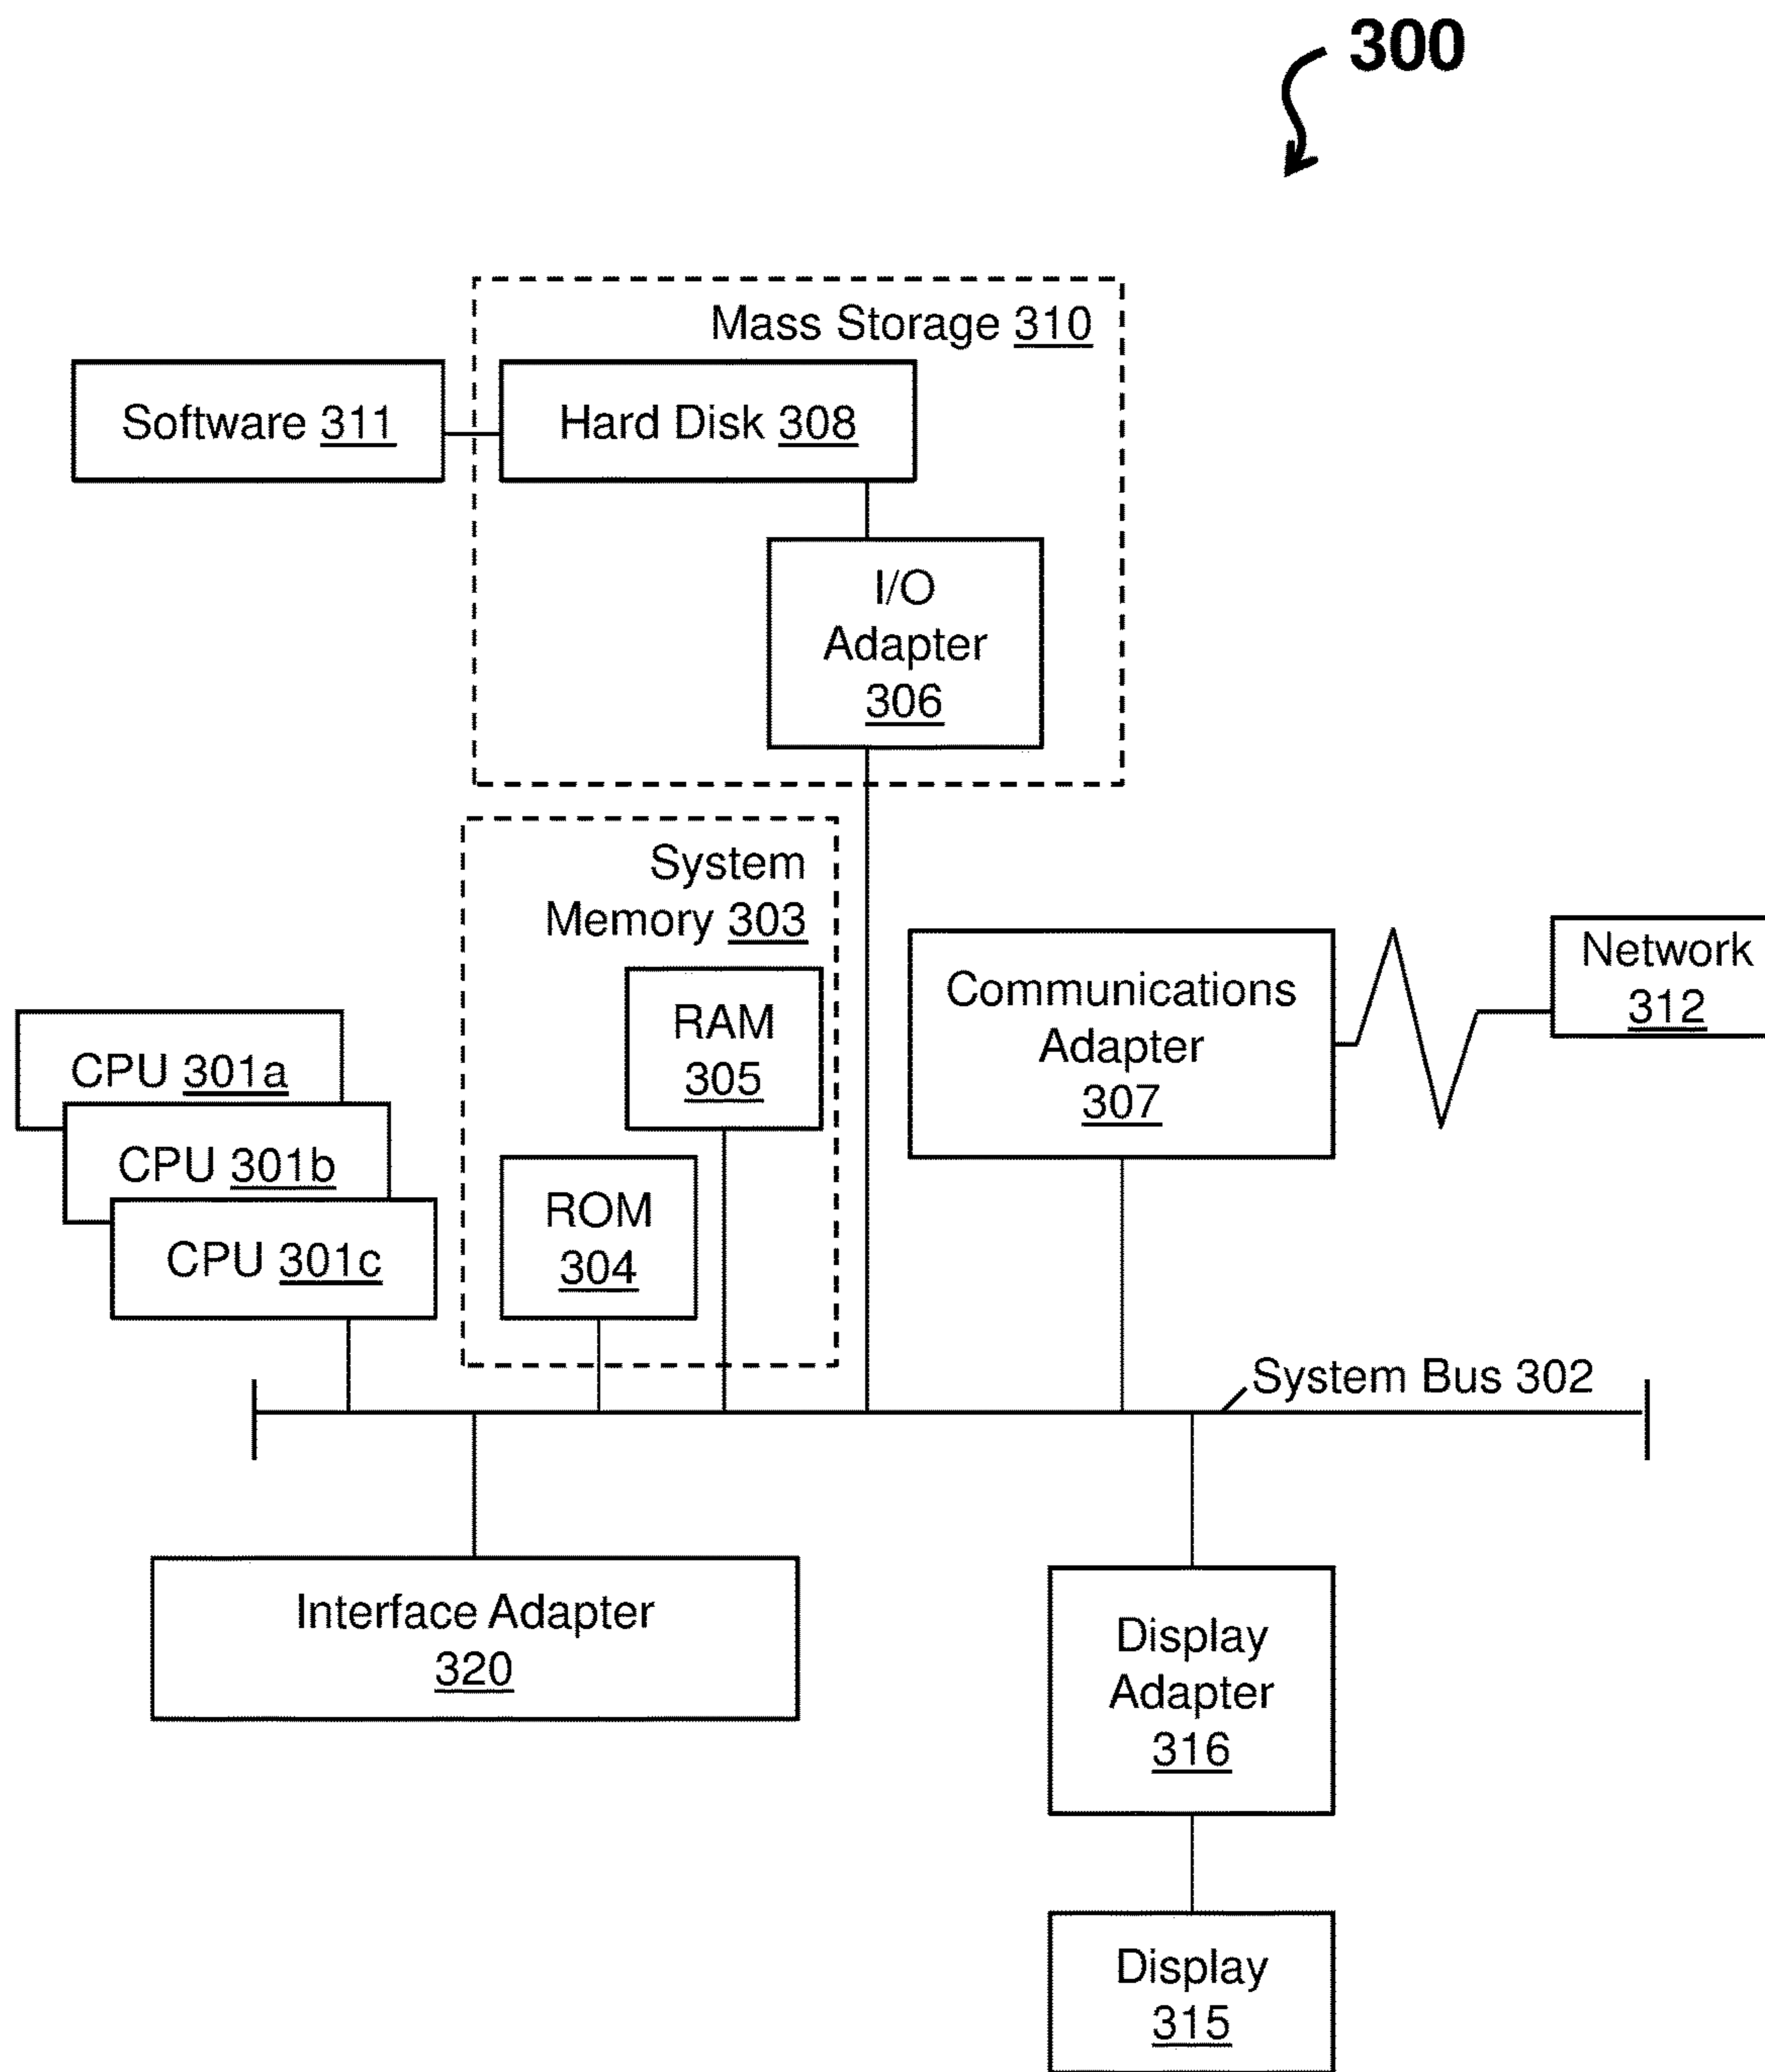 300
Mass Storage 310
Software 311
Hard Disk 308
I/O
Adapter
306
System
Memory 303
RAM
305
ROM
304
Communications
Adapter
307
Network
312
CPU 301a
CPU 301b
CPU 301c
System Bus 302
Interface Adapter
320
Display
Adapter
316
Display
315